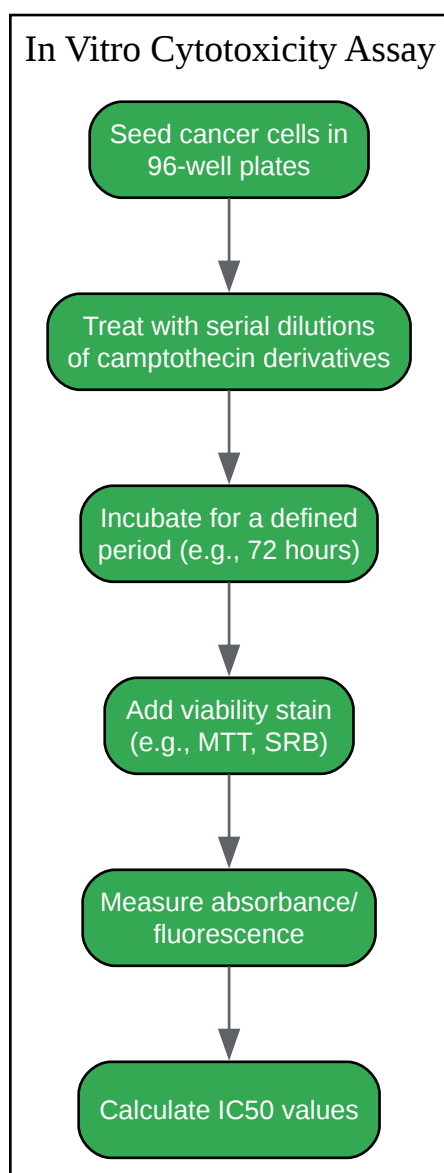 In Vitro Cytotoxicity Assay
Seed cancer cells in
96-well plates
Treat with serial dilutions
of camptothecin derivatives
Incubate for a defined
period (e.g., 72 hours)
Add viability stain
(e.g., MTT, SRB)
Measure absorbance/
fluorescence
Calculate IC50 values